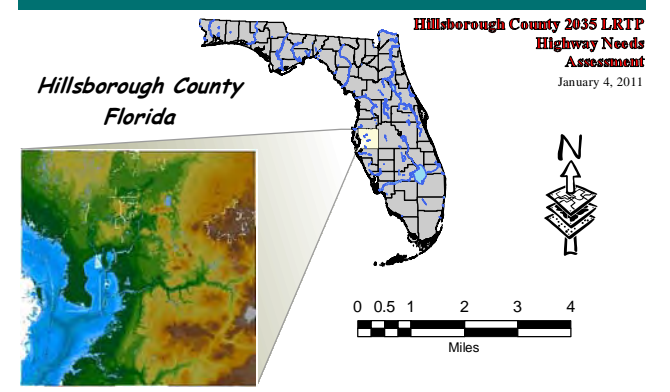 Hillsborough County 2035 LRTP
Highway Needs
Assessment
January 4, 2011
Hillsborough County
Florida
N
0 0.5 1 2 3 4
Miles